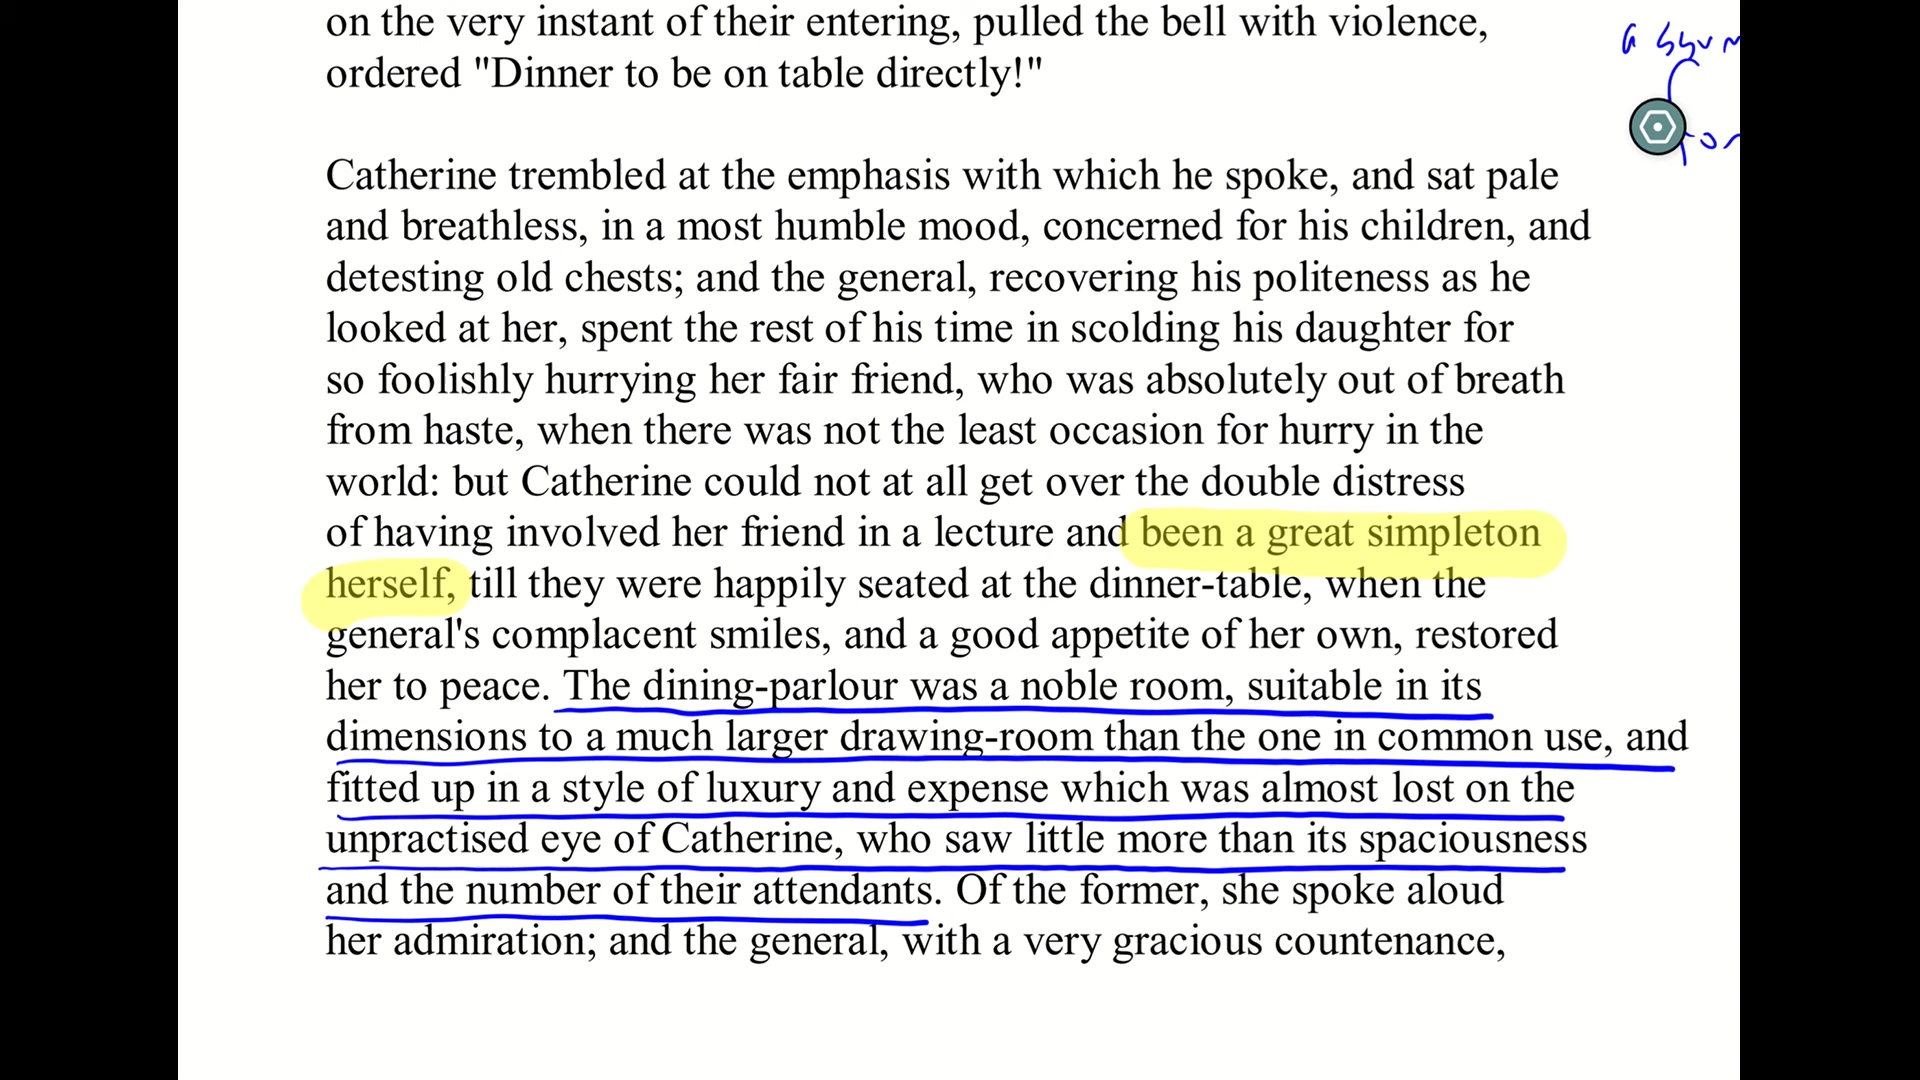 on the very instant of their entering, pulled the bell with violence,
ordered "Dinner to be on table directly!"
Catherine trembled at the emphasis with which he spoke, and sat pale
and breathless, in a most humble mood, concerned for his children, and
detesting old chests; and the general, recovering his politeness as he
looked at her, spent the rest of his time in scolding his daughter for
so foolishly hurrying her fair friend, who was absolutely out of breath
from haste, when there was not the least occasion for hurry in the
world: but Catherine could not at all get over the double distress
of having involved her friend in a lecture and been a great simpleton
herself, till they were happily seated at the dinner-table, when the
general's complacent smiles, and a good appetite of her own, restored
her to peace. The dining-parlour was a noble room, suitable in its
dimensions to a much larger drawing-room than the one in common use, and
fitted up in a style of luxury and expense which was almost lost on the
unpractised eye of Catherine, who saw little more than its spaciousness
and the number of their attendants. Of the former, she spoke aloud
her admiration; and the general, with a very gracious countenance,